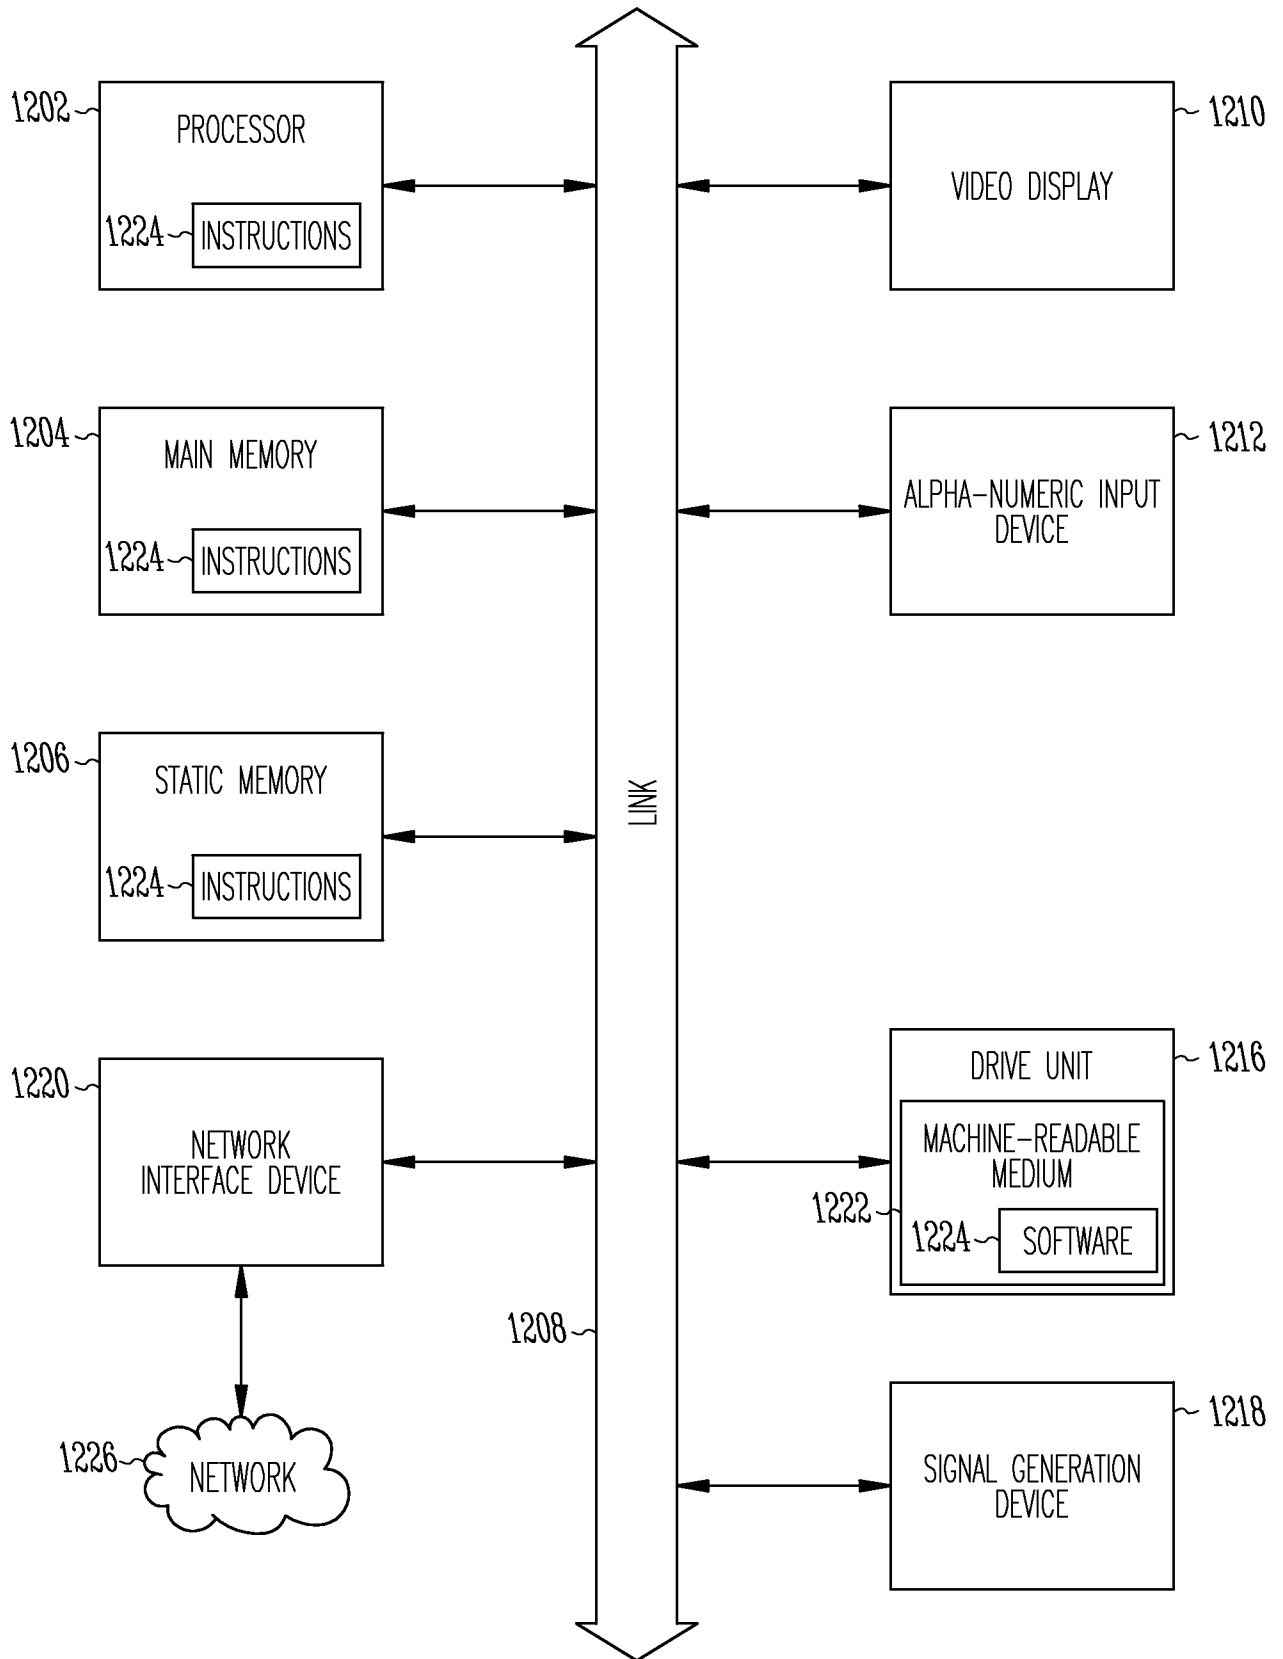 1202
PROCESSOR
1224
INSTRUCTIONS
1204
MAIN MEMORY
1224
INSTRUCTIONS
1206
STATIC MEMORY
1224
INSTRUCTIONS
1220
NETWORK
INTERFACE DEVICE
1226
NETWORK
LINK
1208
1210
VIDEO DISPLAY
1212
ALPHA-NUMERIC INPUT
DEVICE
1216
DRIVE UNIT
MACHINE-READABLE
MEDIUM
1222
1224
SOFTWARE
1218
SIGNAL GENERATION
DEVICE